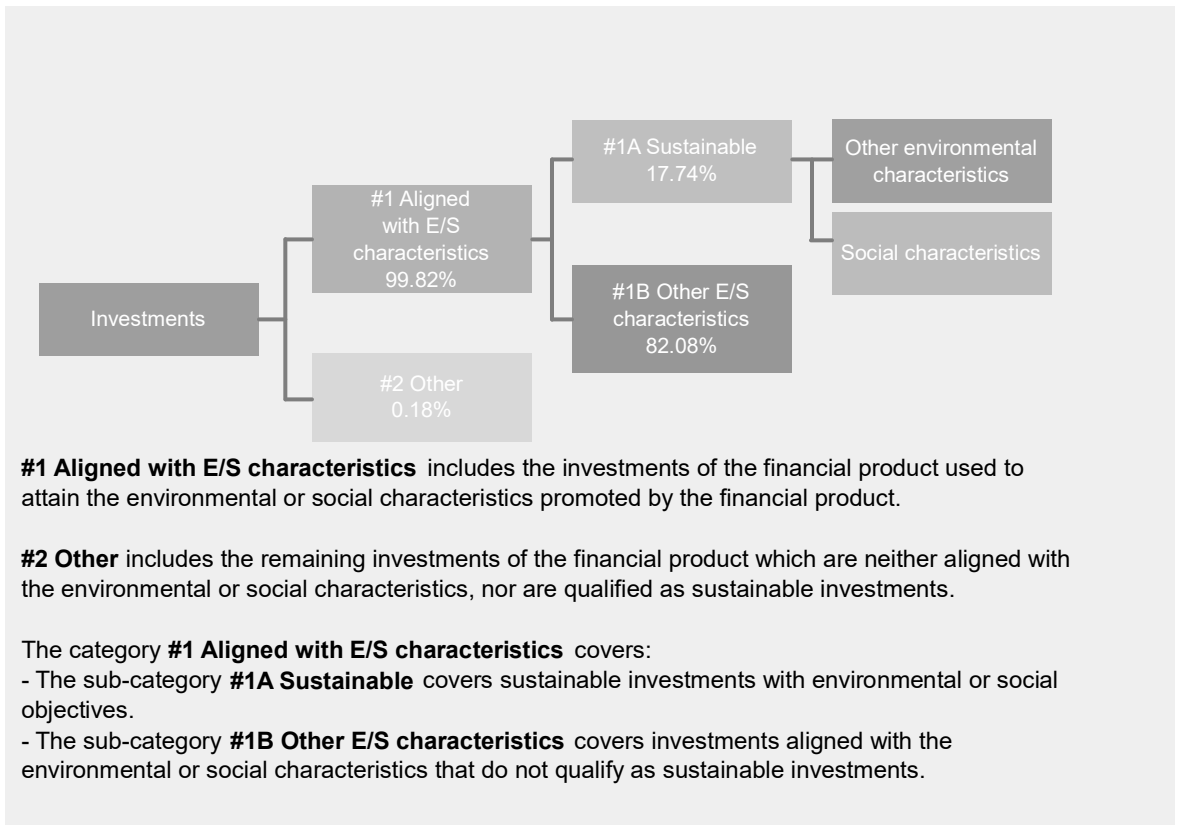 #1A Sustainable
17.74%
Other environmental
characteristics
#1 Aligned
with E/S
characteristics
99.82%
Social characteristics
#1B Other E/S
characteristics
82.08%
Investments
#2 Other
0.18%
#1 Aligned with E/S characteristics includes the investments of the financial product used to
attain the environmental or social characteristics promoted by the financial product.
#2 Other includes the remaining investments of the financial product which are neither aligned with
the environmental or social characteristics, nor are qualified as sustainable investments.
The category #1 Aligned with E/S characteristics covers:
- The sub-category #1A Sustainable covers sustainable investments with environmental or social
objectives.
- The sub-category #1B Other E/S characteristics covers investments aligned with the
environmental or social characteristics that do not qualify as sustainable investments.